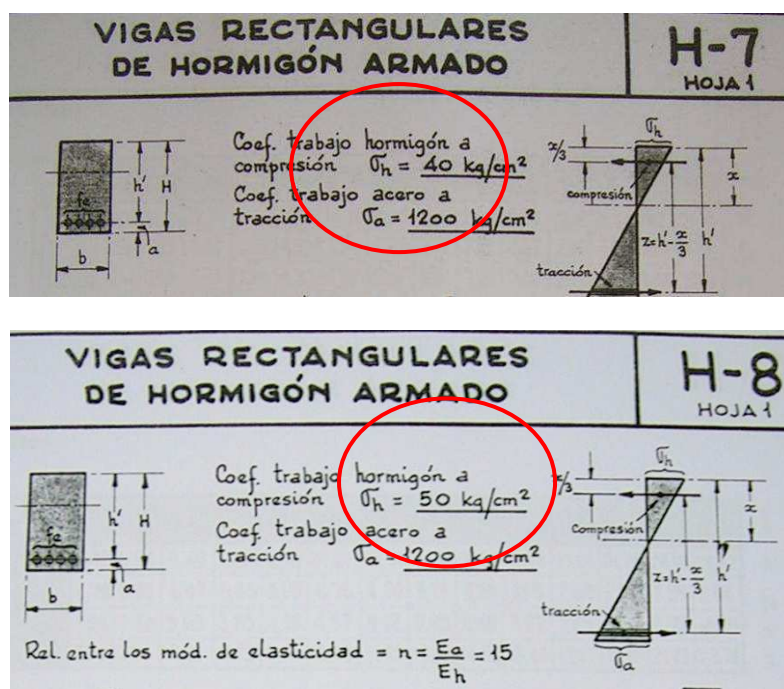 VIGAS RECTANGULARES
DE HORMIGÓN ARMADO
H-7
HOJA 1
Coef. trabajo hormigón a
compresión σh = 40 kg/cm²
Coef. trabajo acero a
tracción σa = 1200 kg/cm²
h' H
fe
a
b
σh
x/3
x
compresión
z=h'-x/3 h'
tracción
VIGAS RECTANGULARES
DE HORMIGÓN ARMADO
H-8
HOJA 1
Coef. trabajo hormigón a
compresión σh = 50 kg/cm²
Coef. trabajo acero a
tracción σa = 1200 kg/cm²
h' H
fe
a
b
σh
x/3
x
compresión
z=h'-x/3 h'
tracción
σa
Rel. entre los mód. de elasticidad = n = Ea/Eh = 15